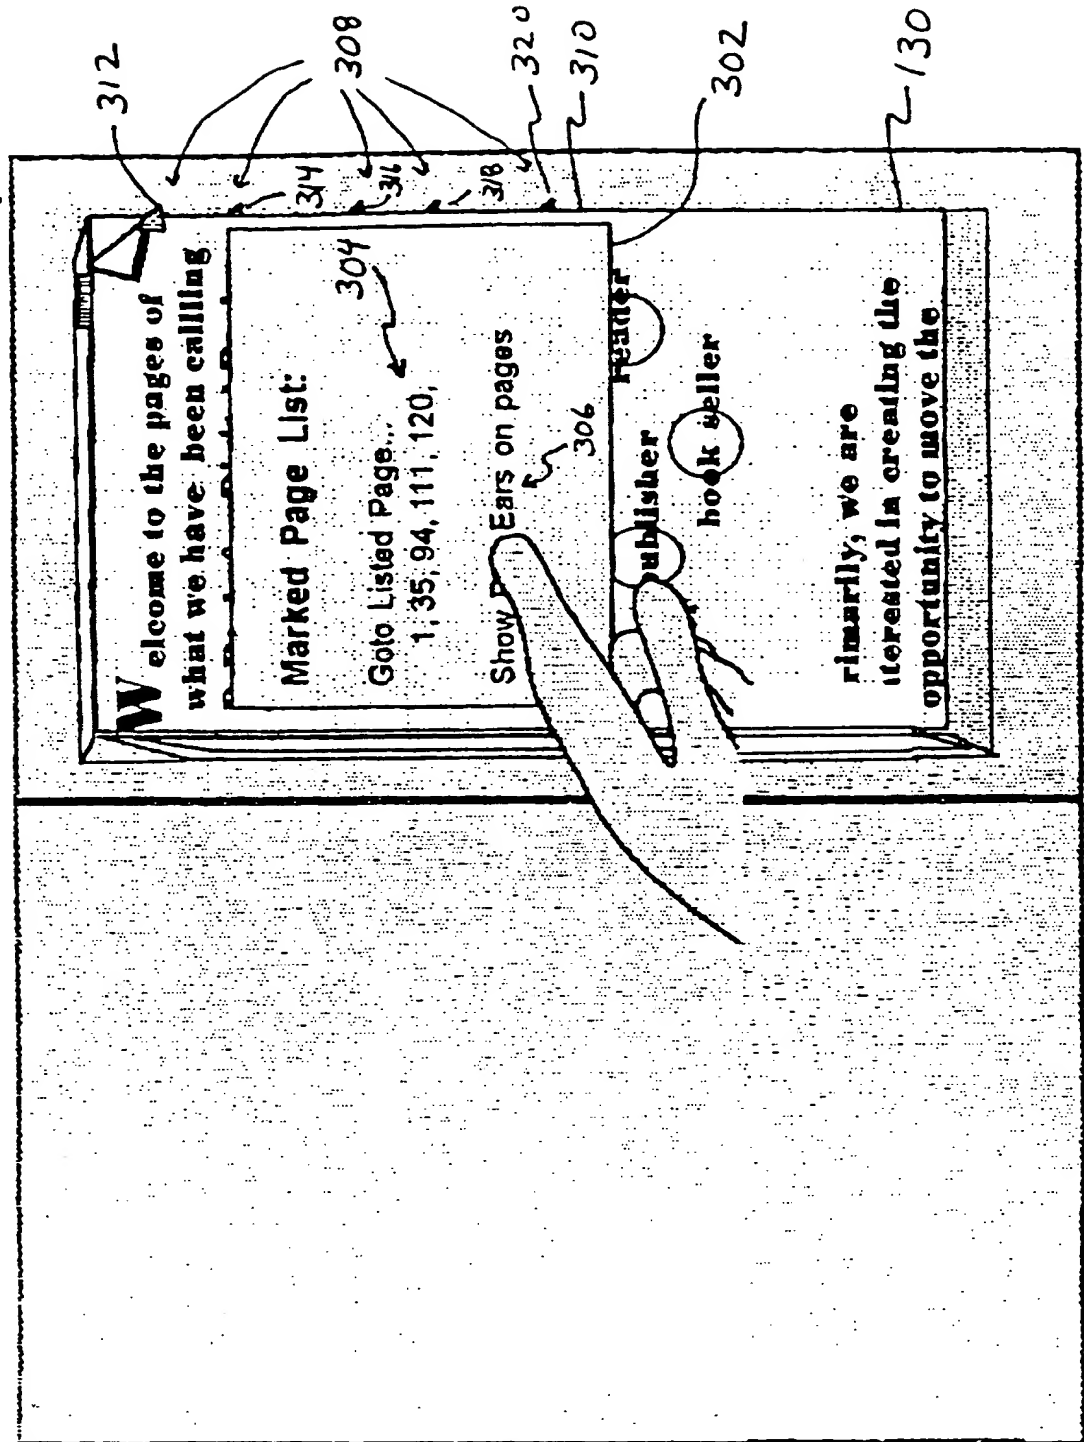 Welcome to the pages of
what we have been calling
Marked Page List:
Goto Listed Page...
1, 35, 94, 111, 120,
Show Ears on pages
reader
ublisher
book seller
rimarily, we are
itereated in creating the
opportunity to move the
312
308
314
316
318
320
310
302
304
306
130